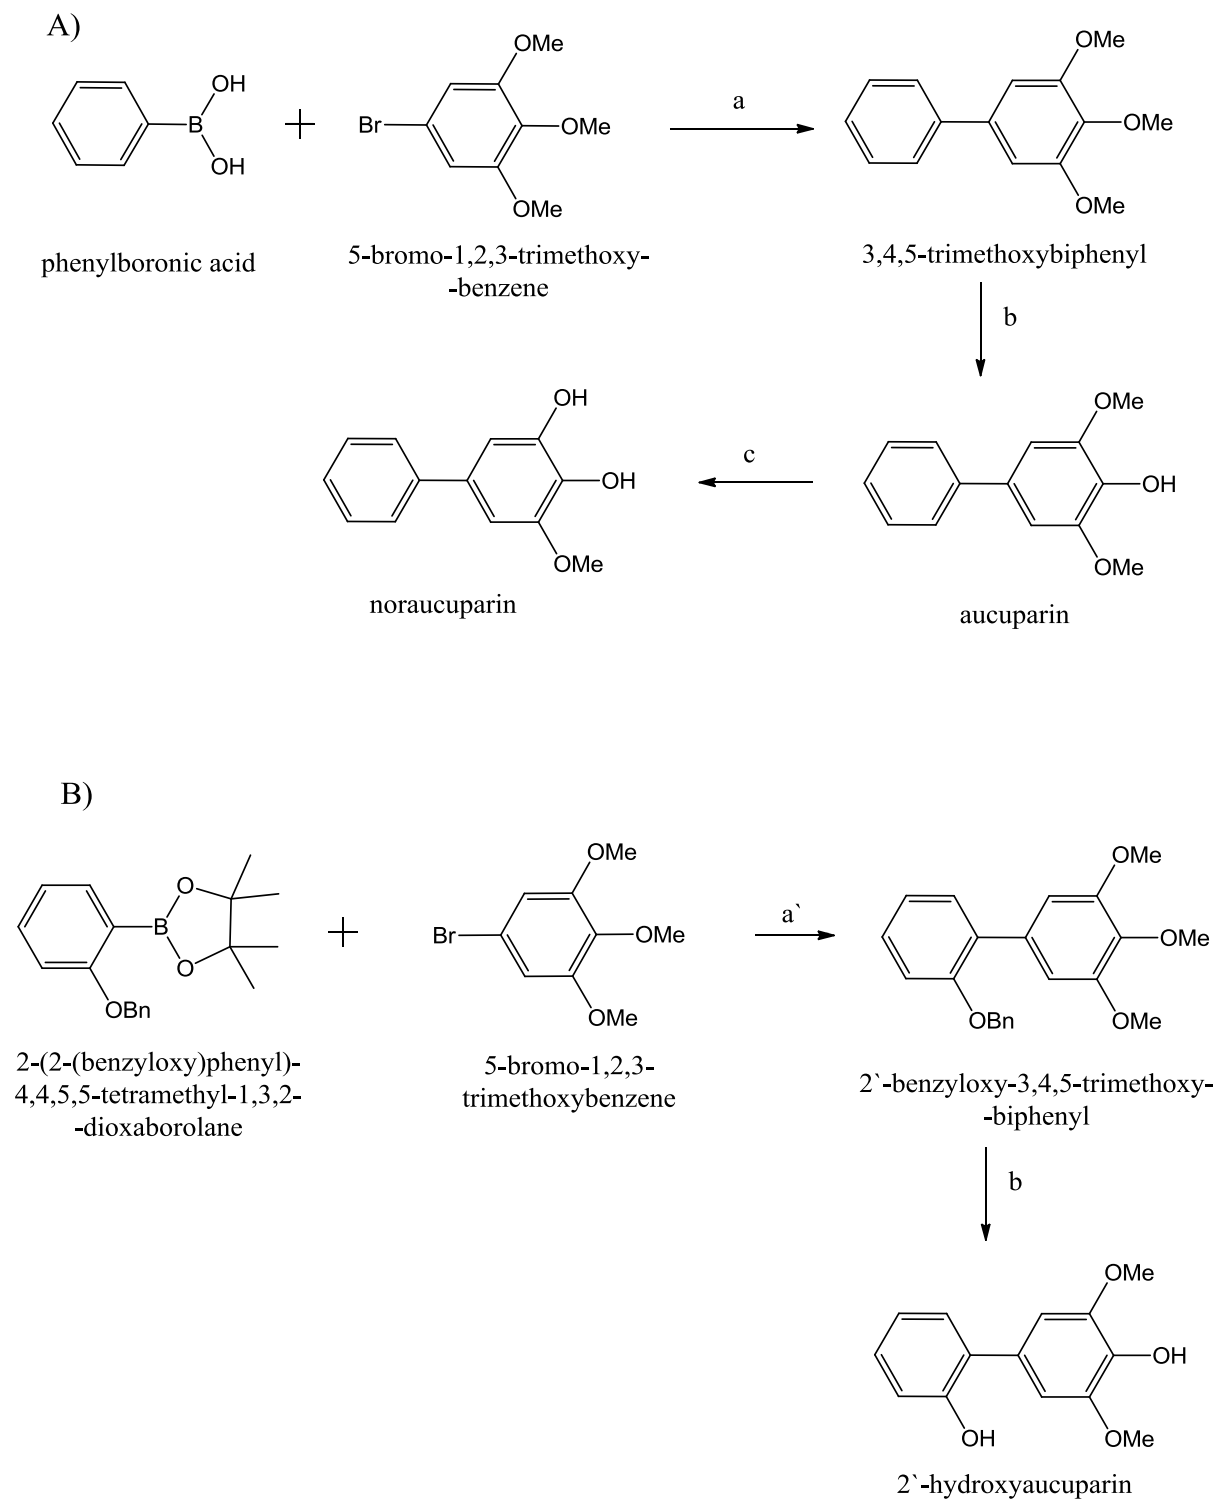 A)
OH
B
OH
phenylboronic acid
Br
OMe
OMe
OMe
5-bromo-1,2,3-trimethoxy-
-benzene
a
OMe
OMe
OMe
3,4,5-trimethoxybiphenyl
b
OH
OH
OMe
noraucuparin
c
OMe
OH
OMe
aucuparin
B)
O
B
O
OBn
2-(2-(benzyloxy)phenyl)-
4,4,5,5-tetramethyl-1,3,2-
-dioxaborolane
Br
OMe
OMe
OMe
5-bromo-1,2,3-
trimethoxybenzene
a`
OMe
OMe
OMe
OBn
2`-benzyloxy-3,4,5-trimethoxy-
-biphenyl
b
OMe
OH
OMe
OH
2`-hydroxyaucuparin